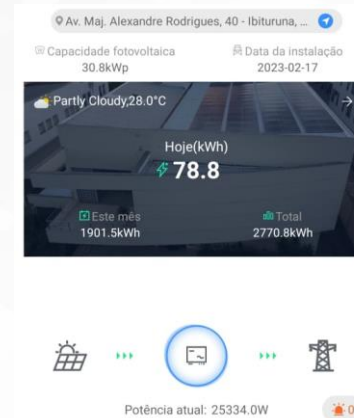 Av. Maj. Alexandre Rodrigues, 40 - Ibituruna, ...
Capacidade fotovoltaica
30.8kWp
Data da instalação
2023-02-17
Partly Cloudy,28.0°C
Hoje(kWh)
78.8
Este mês
1901.5kWh
Total
2770.8kWh
Potência atual: 25334.0W
0